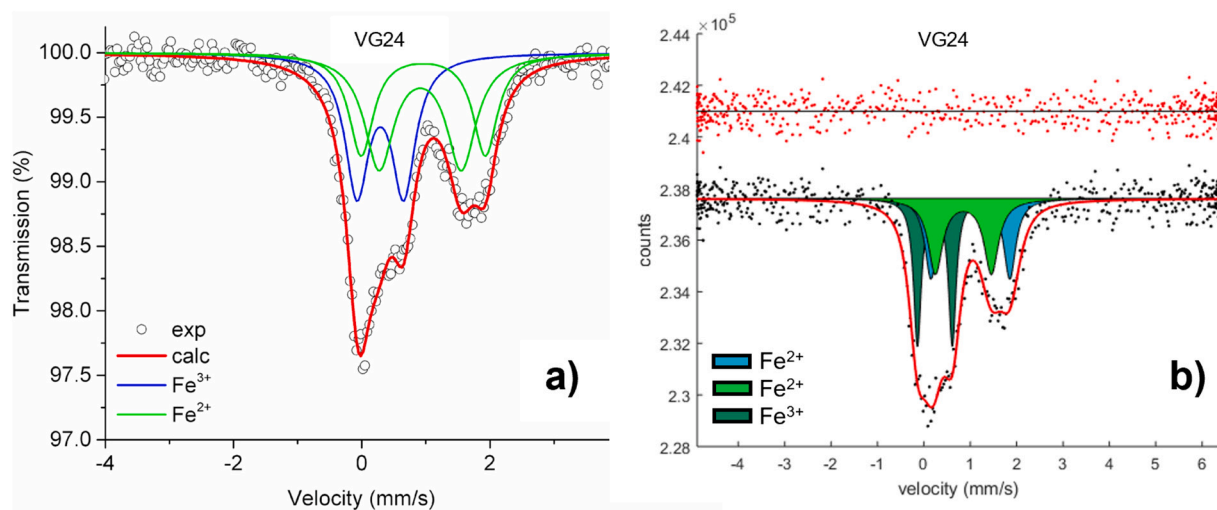 a)
VG24
100.0
99.5
99.0
98.5
98.0
97.5
97.0
Transmission (%)
exp
calc
Fe³⁺
Fe²⁺
-4
-2
0
2
Velocity (mm/s)
VG24
2.44 ×10⁵
2.42
2.4
2.38
2.36
2.34
2.32
2.3
2.28
counts
Fe²⁺
Fe²⁺
Fe³⁺
b)
-4 -3 -2 -1 0 1 2 3 4 5 6
velocity (mm/s)